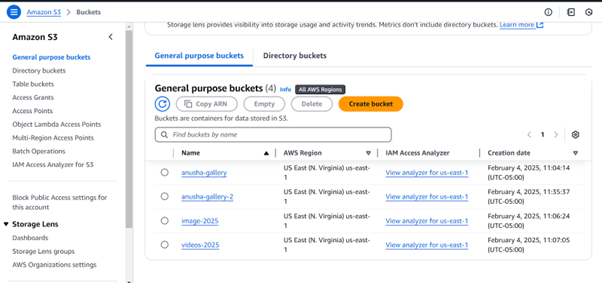 Amazon S3 > Buckets
Storage lens provides visibility into storage usage and activity trends. Metrics don't include directory buckets. Learn more
Amazon S3
General purpose buckets
Directory buckets
Table buckets
Access Grants
Access Points
Object Lambda Access Points
Multi-Region Access Points
Batch Operations
IAM Access Analyzer for S3
Block Public Access settings for
this account
Storage Lens
Dashboards
Storage Lens groups
AWS Organizations settings
General purpose buckets
Directory buckets
General purpose buckets (4) Info All AWS Regions
Copy ARN Empty Delete Create bucket
Buckets are containers for data stored in S3.
Find buckets by name
1
Name AWS Region IAM Access Analyzer Creation date
anusha-gallery US East (N. Virginia) us-east-1 View analyzer for us-east-1 February 4, 2025, 11:04:14 (UTC-05:00)
anusha-gallery-2 US East (N. Virginia) us-east-1 View analyzer for us-east-1 February 4, 2025, 11:35:37 (UTC-05:00)
image-2025 US East (N. Virginia) us-east-1 View analyzer for us-east-1 February 4, 2025, 11:06:24 (UTC-05:00)
videos-2025 US East (N. Virginia) us-east-1 View analyzer for us-east-1 February 4, 2025, 11:07:05 (UTC-05:00)